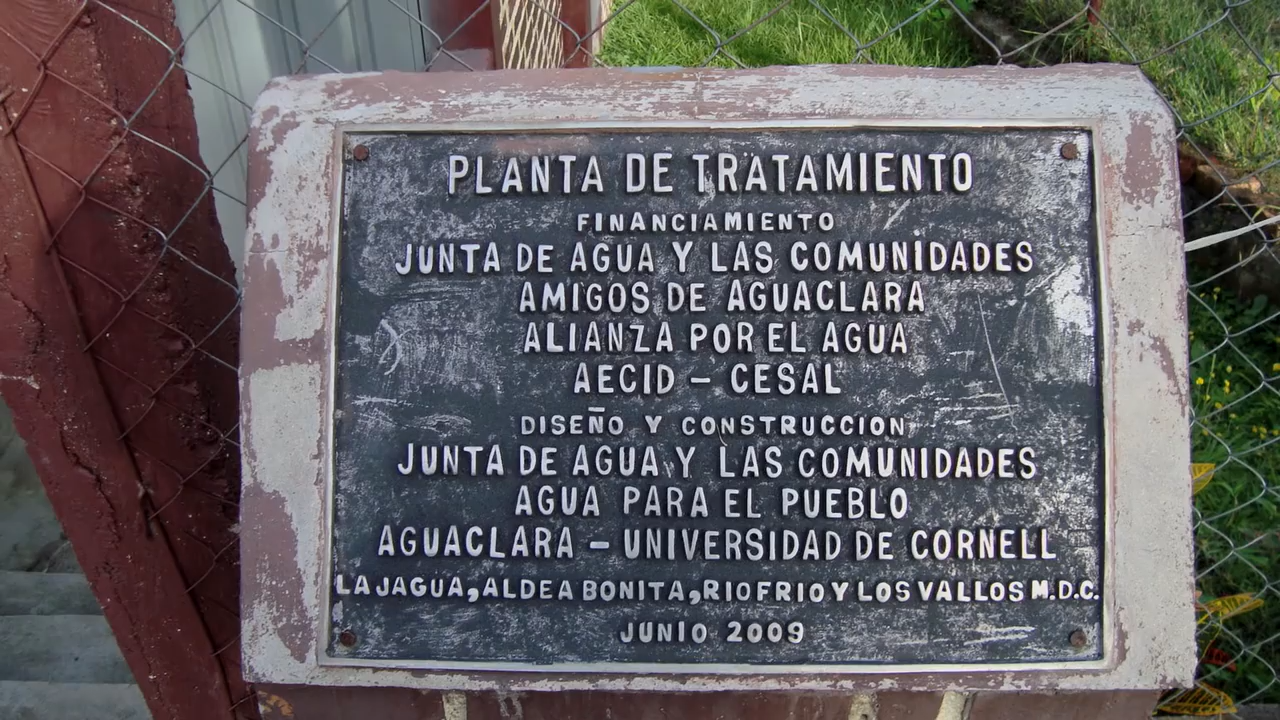 PLANTA DE TRATAMIENTO
FINANCIAMIENTO
JUNTA DE AGUA Y LAS COMUNIDADES
AMIGOS DE AGUACLARA
ALIANZA POR EL AGUA
AECID – CESAL
DISEÑO Y CONSTRUCCION
JUNTA DE AGUA Y LAS COMUNIDADES
AGUA PARA EL PUEBLO
AGUACLARA – UNIVERSIDAD DE CORNELL
LA JAGUA, ALDEA BONITA, RIO FRIO Y LOS VALLOS M.D.C.
JUNIO 2009